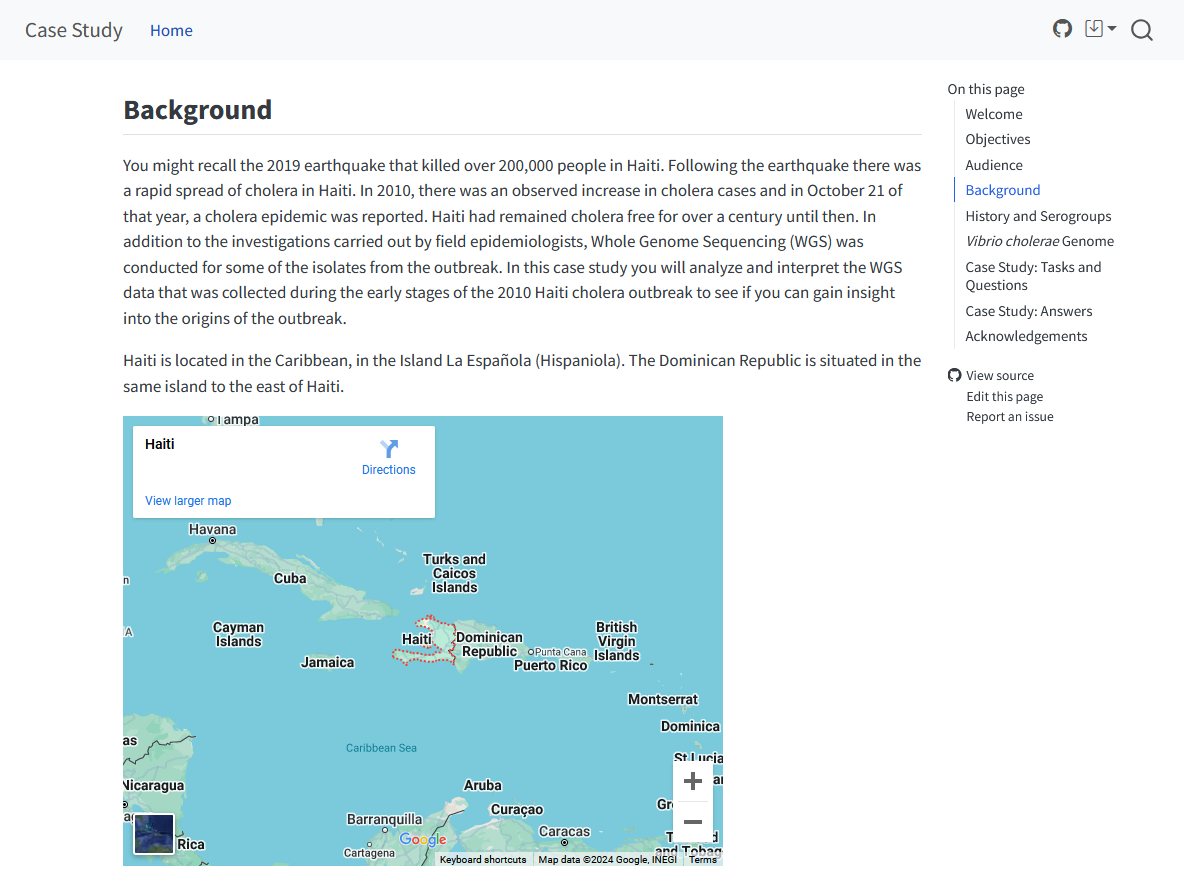 Case Study Home
Background
You might recall the 2019 earthquake that killed over 200,000 people in Haiti. Following the earthquake there was
a rapid spread of cholera in Haiti. In 2010, there was an observed increase in cholera cases and in October 21 of
that year, a cholera epidemic was reported. Haiti had remained cholera free for over a century until then. In
addition to the investigations carried out by field epidemiologists, Whole Genome Sequencing (WGS) was
conducted for some of the isolates from the outbreak. In this case study you will analyze and interpret the WGS
data that was collected during the early stages of the 2010 Haiti cholera outbreak to see if you can gain insight
into the origins of the outbreak.
Haiti is located in the Caribbean, in the Island La Española (Hispaniola). The Dominican Republic is situated in the
same island to the east of Haiti.
Tampa
Haiti
Directions
View larger map
Havana
Cuba
Turks and
Caicos
Islands
Cayman
Islands
Jamaica
Haiti
Dominican
Republic
Punta Cana
Puerto Rico
British
Virgin
Islands
Montserrat
Dominica
Caribbean Sea
Nicaragua
Aruba
Curaçao
Barranquilla
Cartagena
Caracas
Rica
Google
Keyboard shortcuts
Map data ©2024 Google, INEGI
Terms
On this page
Welcome
Objectives
Audience
Background
History and Serogroups
Vibrio cholerae Genome
Case Study: Tasks and
Questions
Case Study: Answers
Acknowledgements
View source
Edit this page
Report an issue